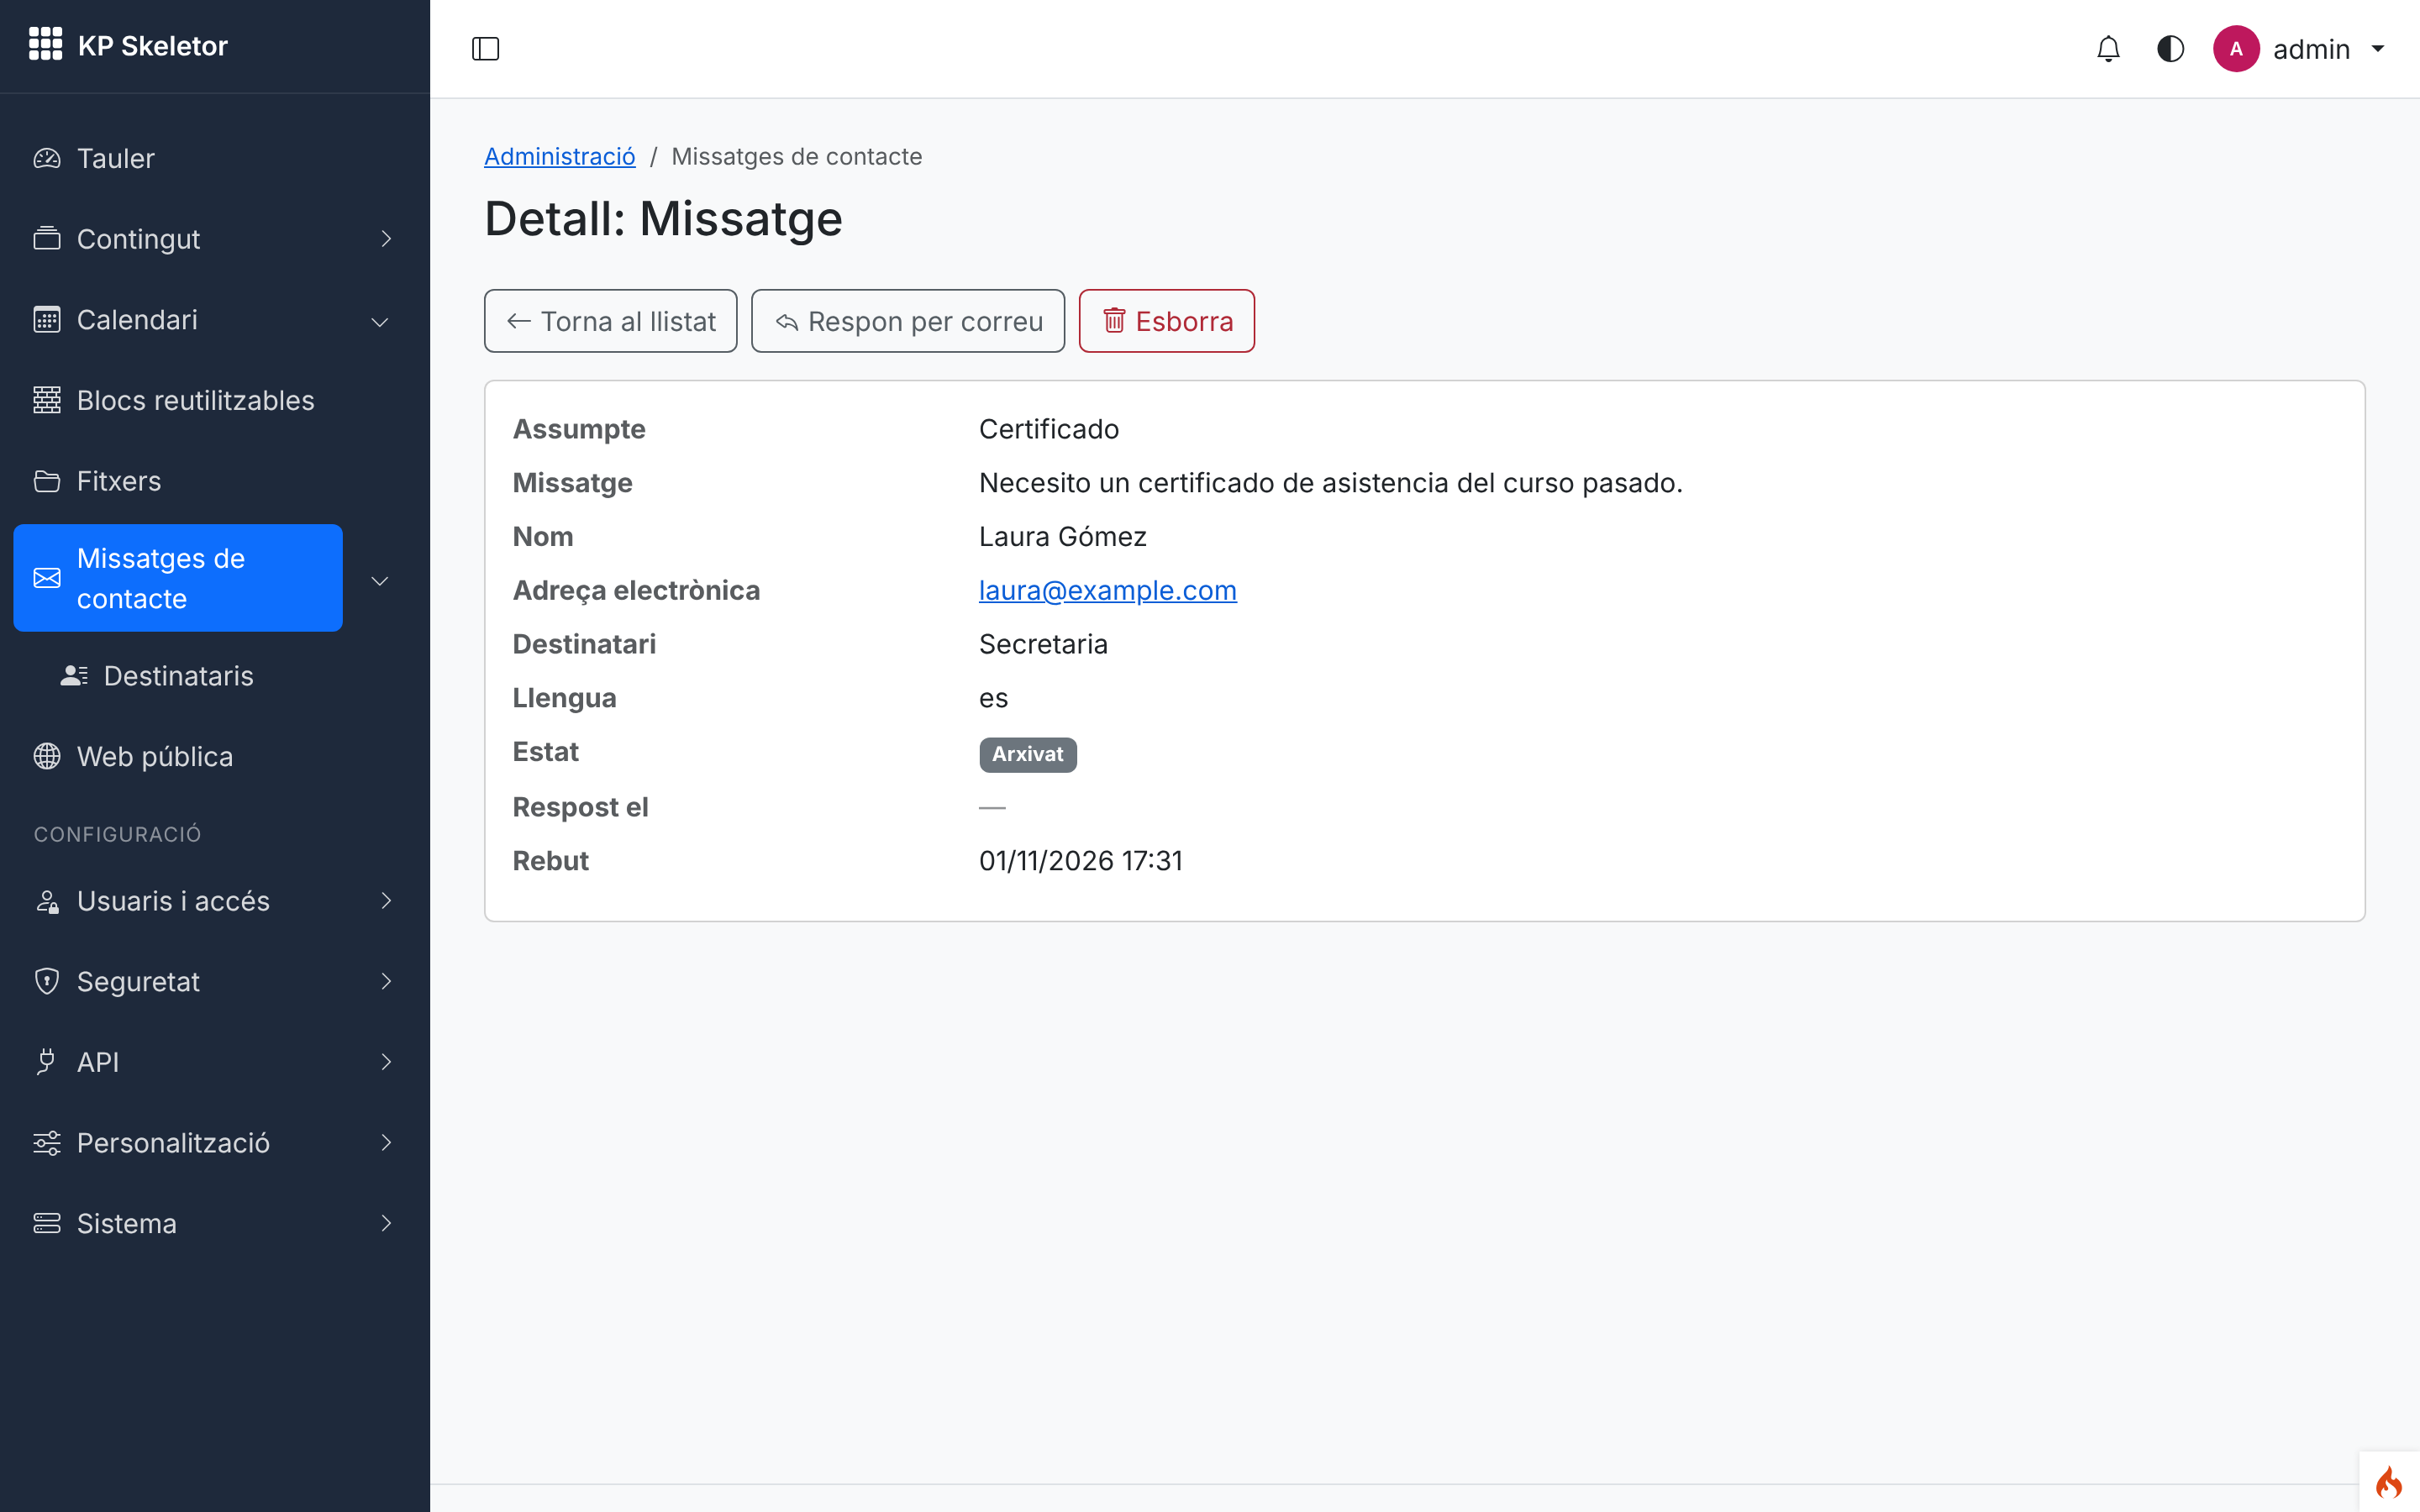 KP Skeletor
admin
A
Tauler
Contingut
Calendari
Blocs reutilitzables
Fitxers
Missatges de
contacte
Destinataris
Web pública
CONFIGURACIÓ
Usuaris i accés
Seguretat
API
Personalització
Sistema
Administració / Missatges de contacte
Detall: Missatge
← Torna al llistat
Respon per correu
Esborra
Assumpte Certificado
Missatge Necesito un certificado de asistencia del curso pasado.
Nom Laura Gómez
Adreça electrònica laura@example.com
Destinatari Secretaria
Llengua es
Estat Arxivat
Respost el —
Rebut 01/11/2026 17:31